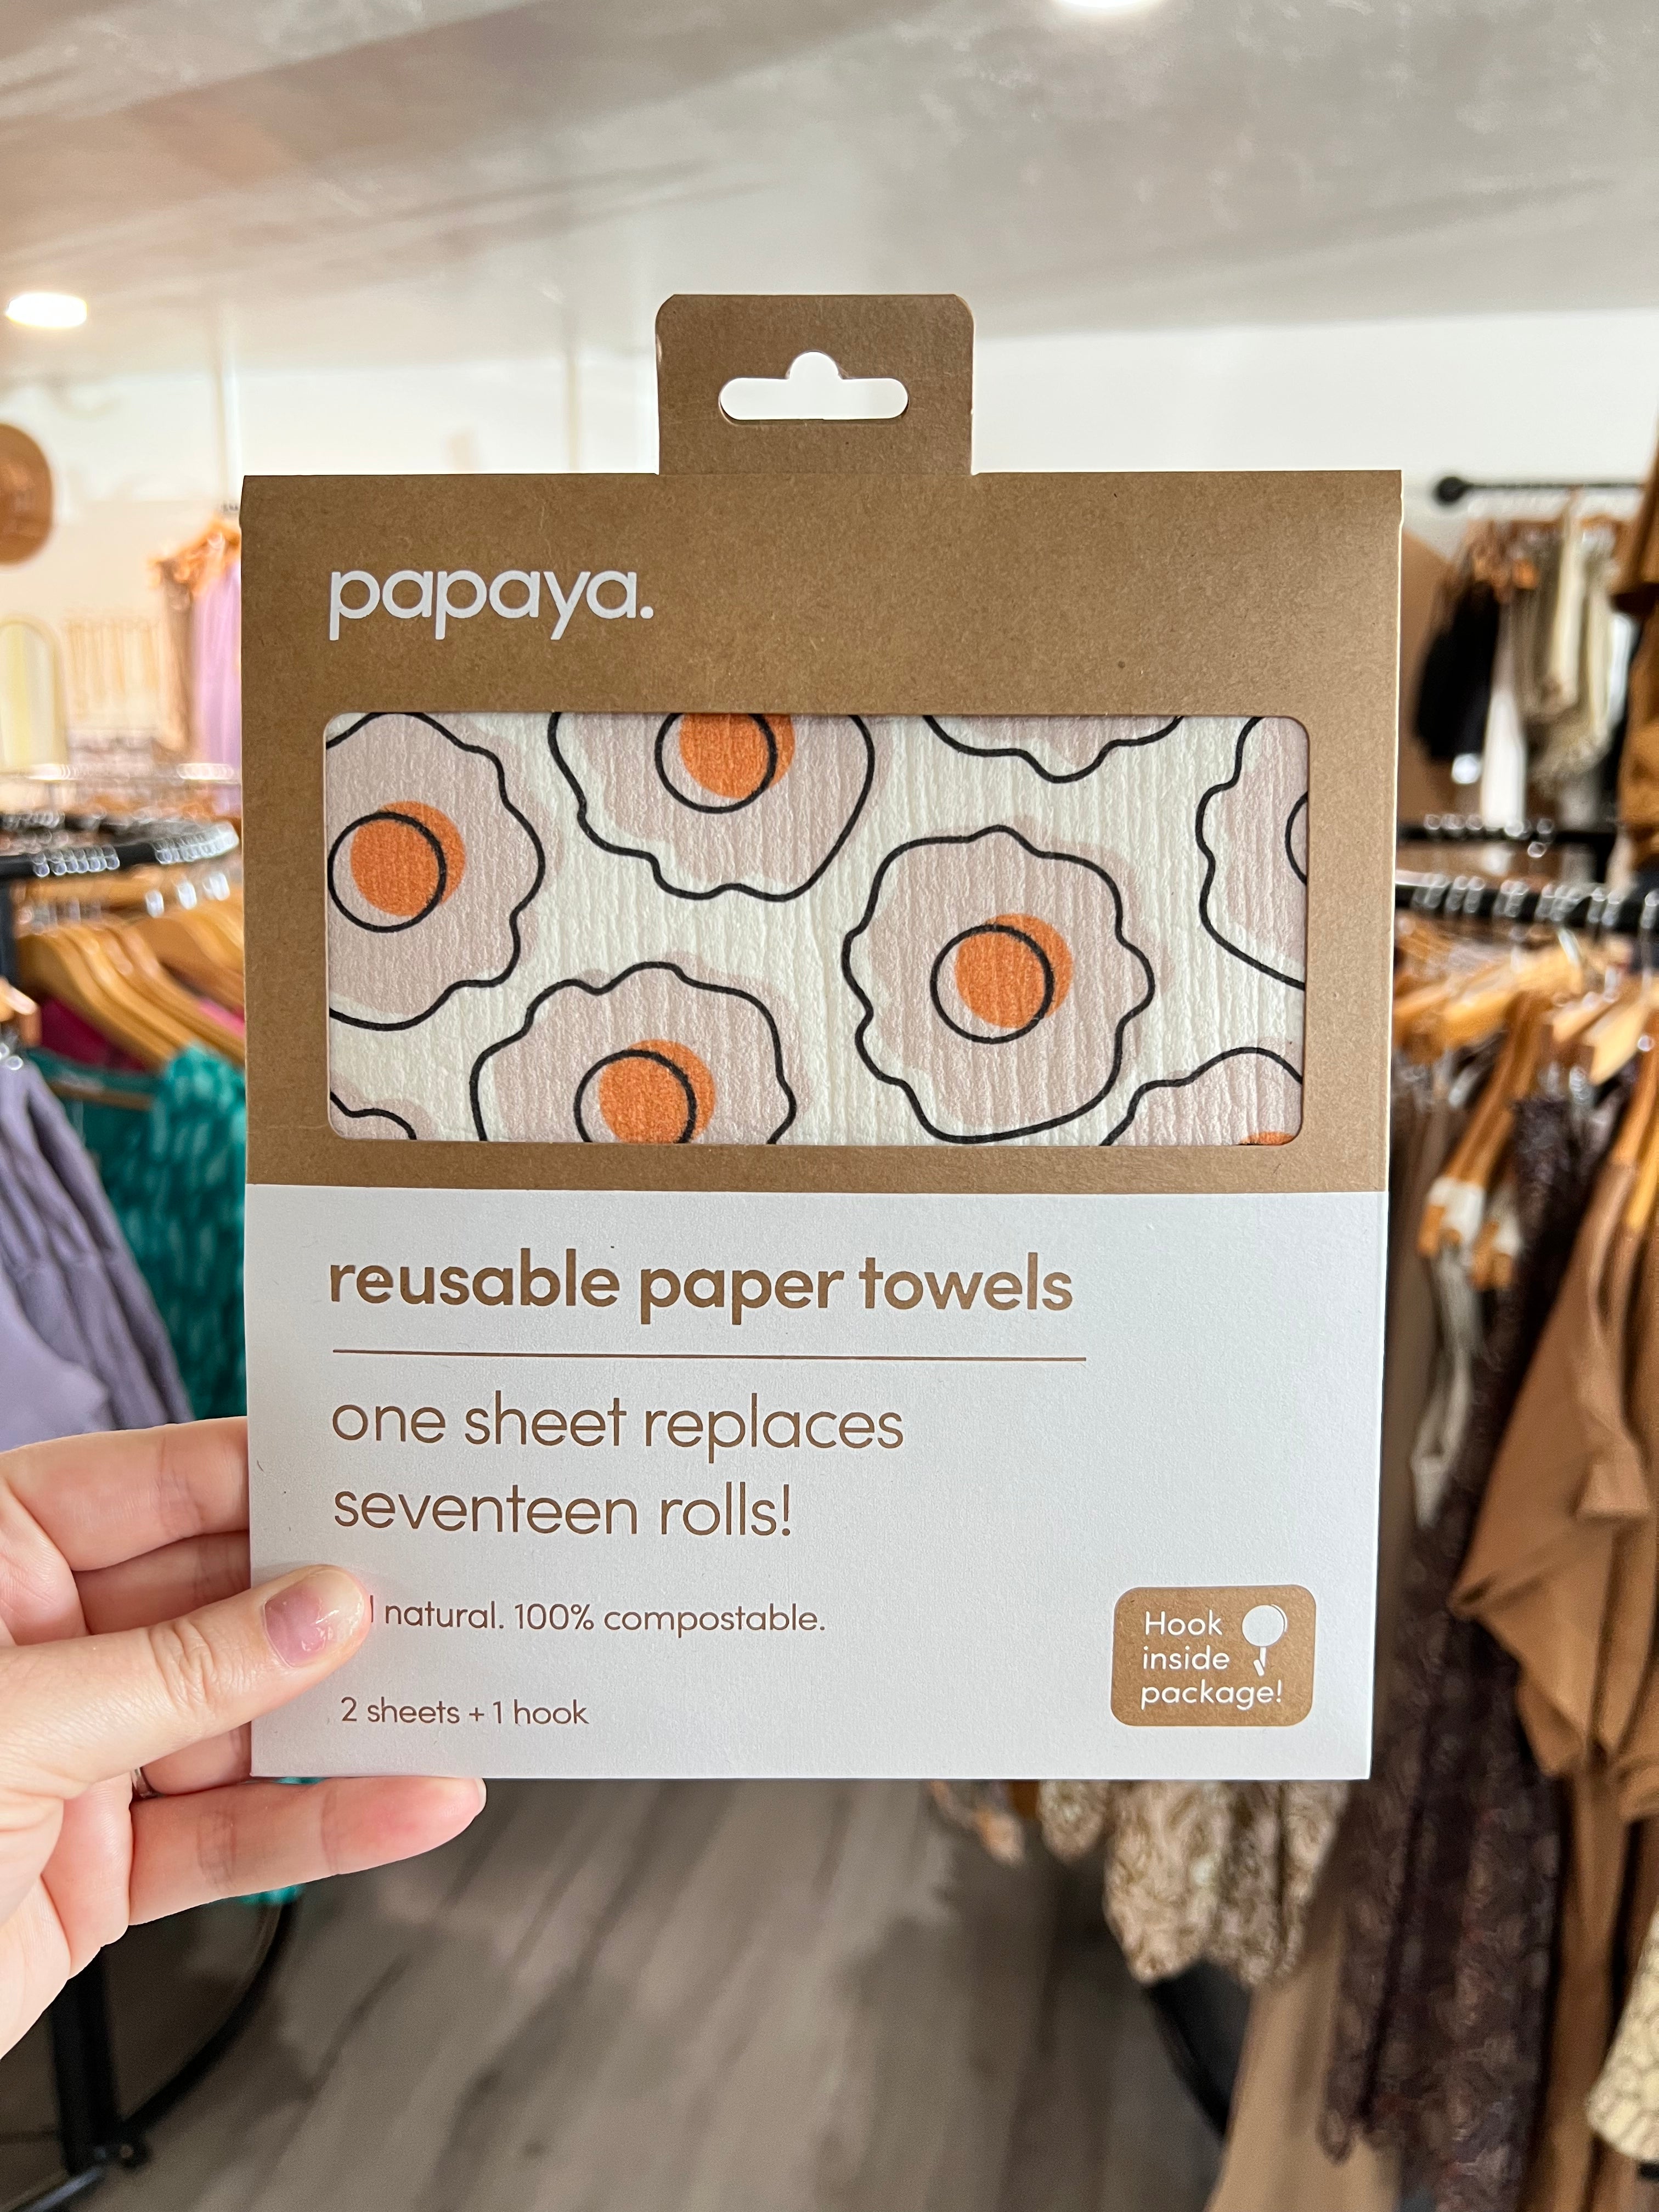 papaya.
reusable paper towels
one sheet replaces
seventeen rolls!
natural. 100% compostable.
2 sheets + 1 hook
Hook
inside
package!